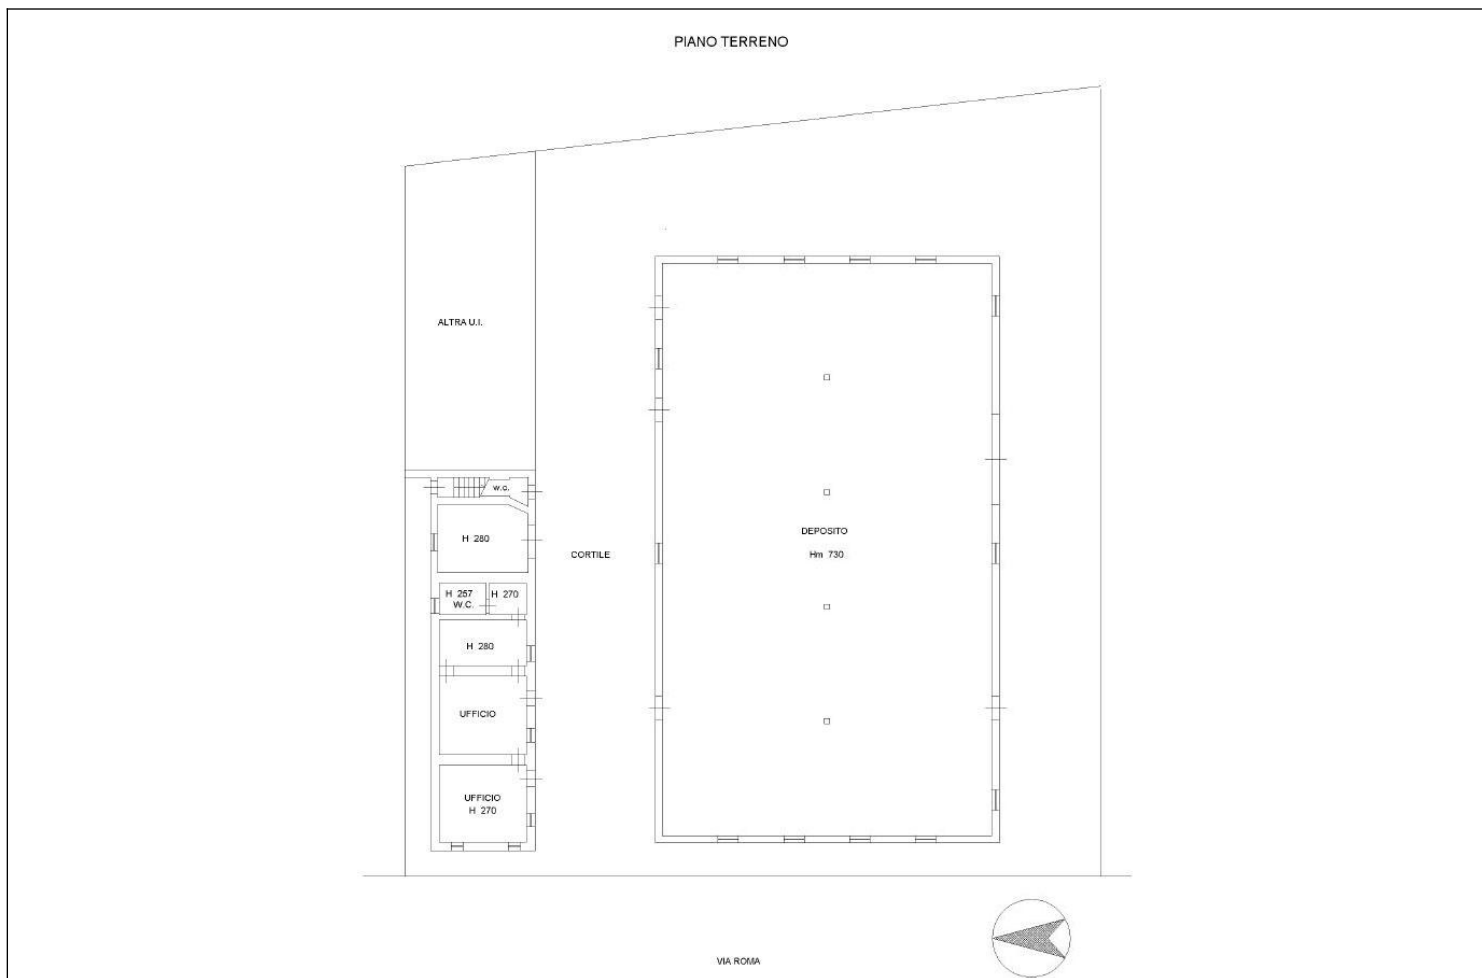 PIANO TERRENO
ALTRA U.I.
W.C.
H 280
CORTILE
DEPOSITO
Hm 730
H 257
W.C.
H 270
H 280
UFFICIO
UFFICIO
H 270
VIA ROMA